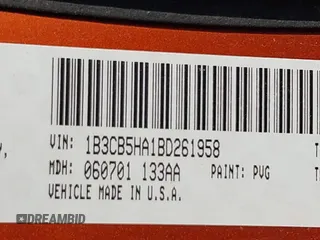 VIN: 1B3CB5HA1BD261958
MDH: 060701 133AA PAINT: PVG
VEHICLE MADE IN U.S.A.
DREAMBID